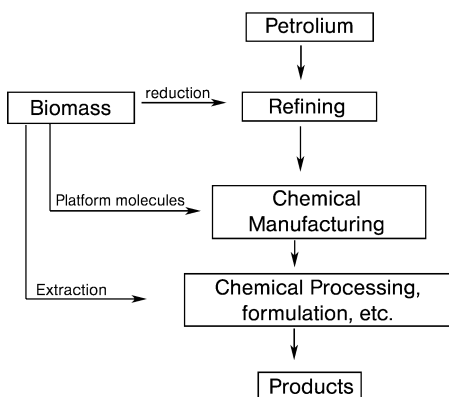 Petrolium
reduction
Biomass
Refining
Platform molecules
Chemical
Manufacturing
Extraction
Chemical Processing,
formulation, etc.
Products